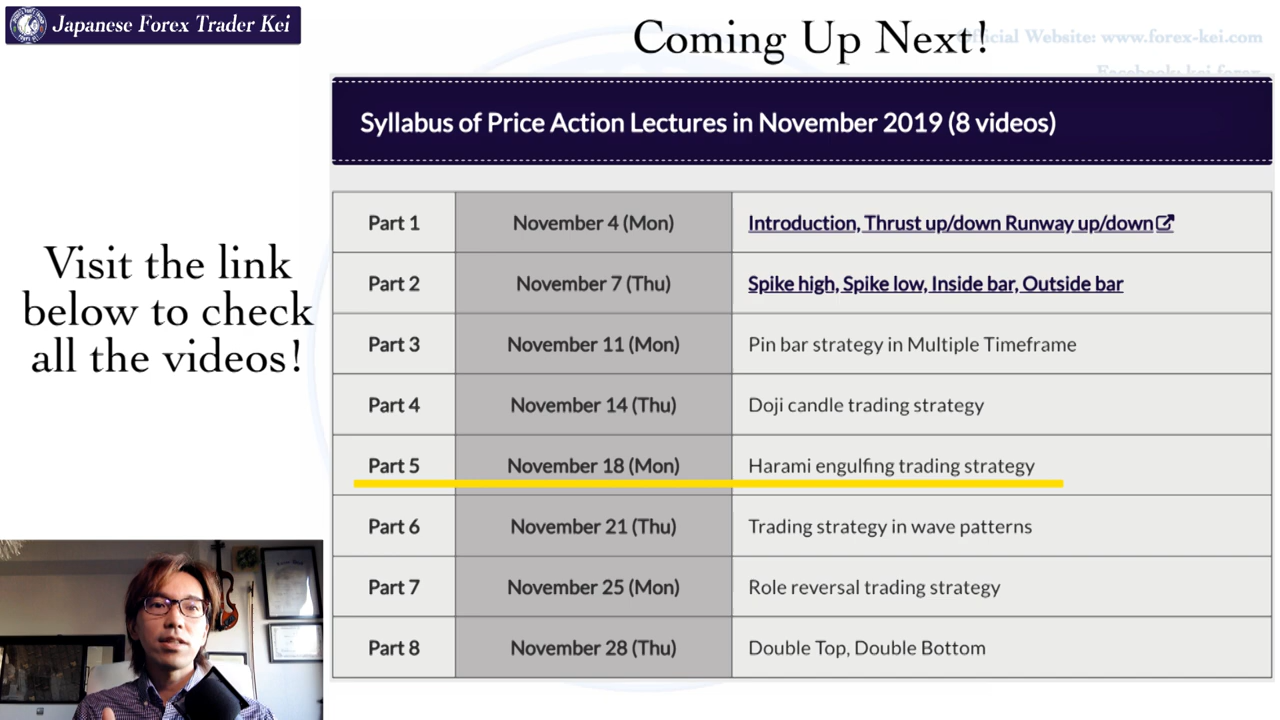 Japanese Forex Trader Kei
Coming Up Next!
Official Website: www.forex-kei.com
Facebook: kei.forex
Syllabus of Price Action Lectures in November 2019 (8 videos)
Visit the link
below to check
all the videos!
Part 1 November 4 (Mon) Introduction, Thrust up/down Runway up/down
Part 2 November 7 (Thu) Spike high, Spike low, Inside bar, Outside bar
Part 3 November 11 (Mon) Pin bar strategy in Multiple Timeframe
Part 4 November 14 (Thu) Doji candle trading strategy
Part 5 November 18 (Mon) Harami engulfing trading strategy
Part 6 November 21 (Thu) Trading strategy in wave patterns
Part 7 November 25 (Mon) Role reversal trading strategy
Part 8 November 28 (Thu) Double Top, Double Bottom